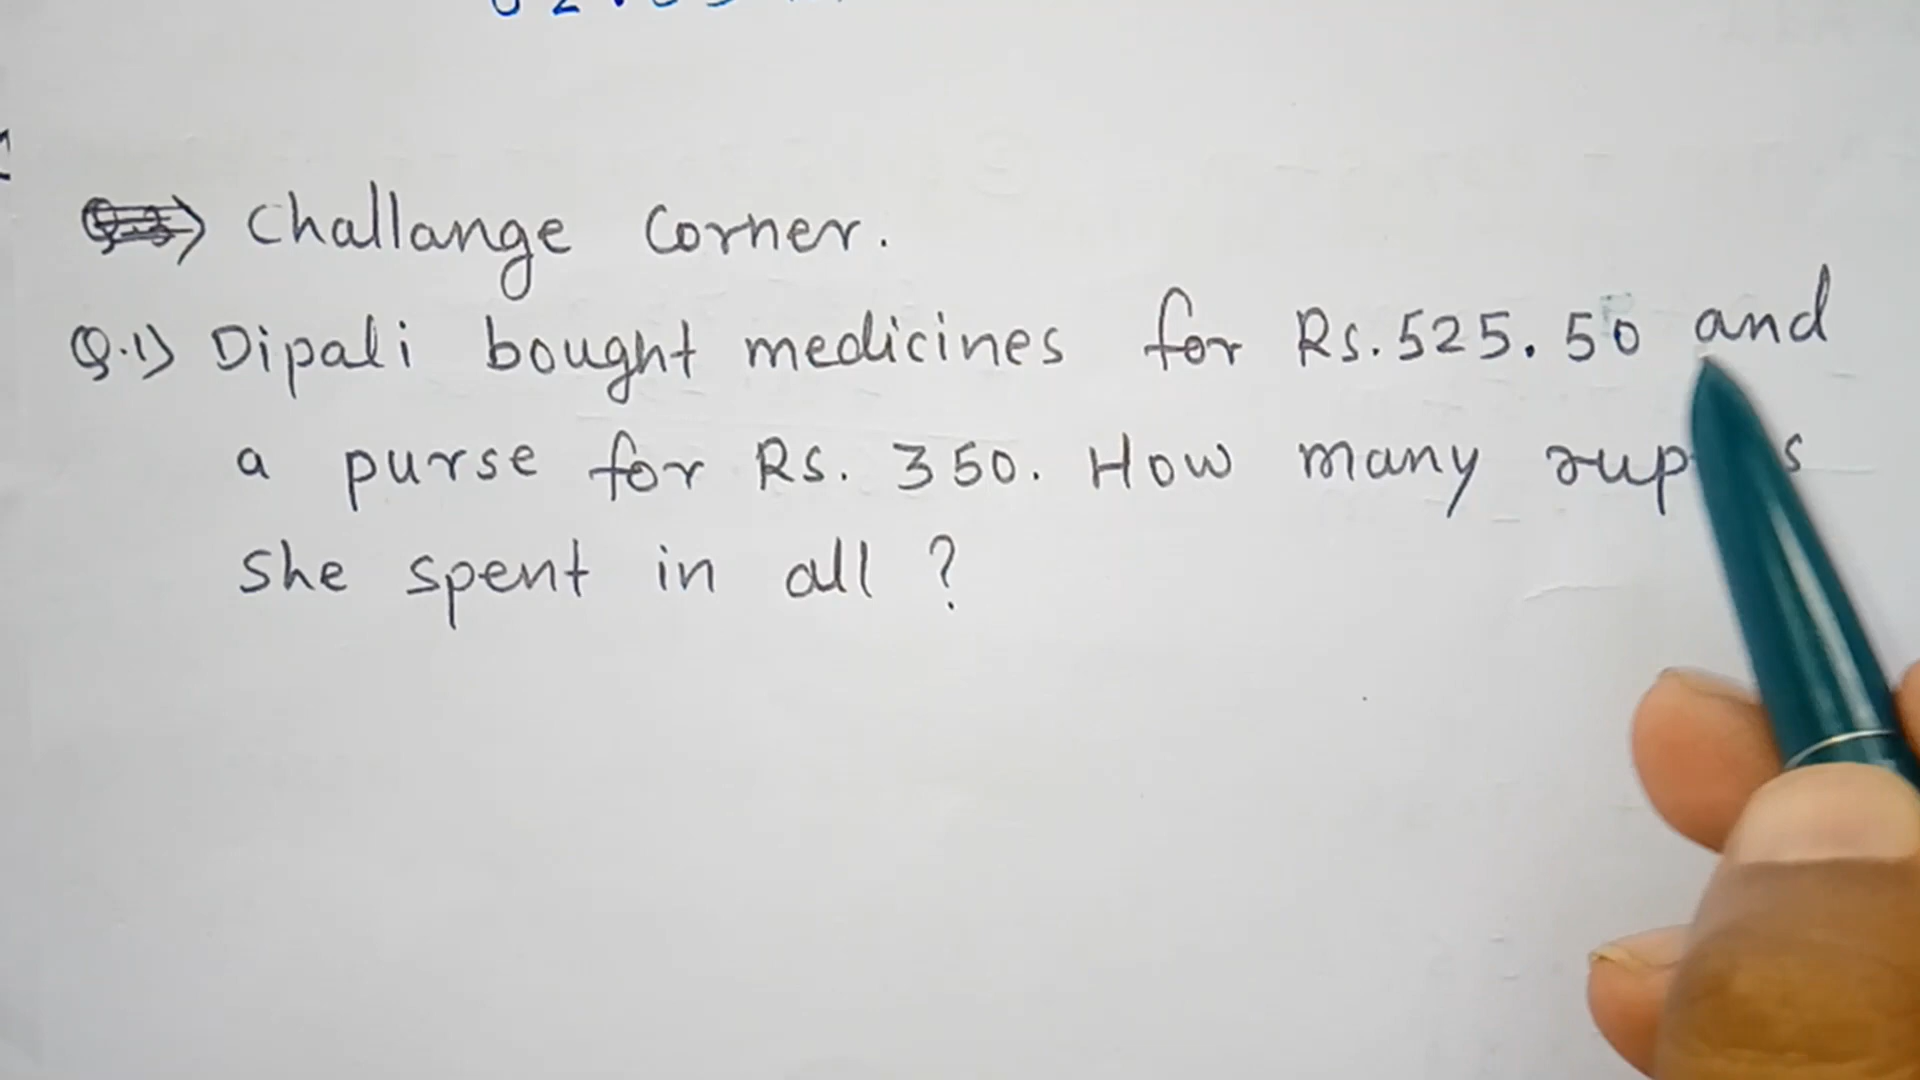 Challange Corner.
Q.1) Dipali bought medicines for Rs.525.50 and
a purse for Rs. 350. How many
she spent in all ?